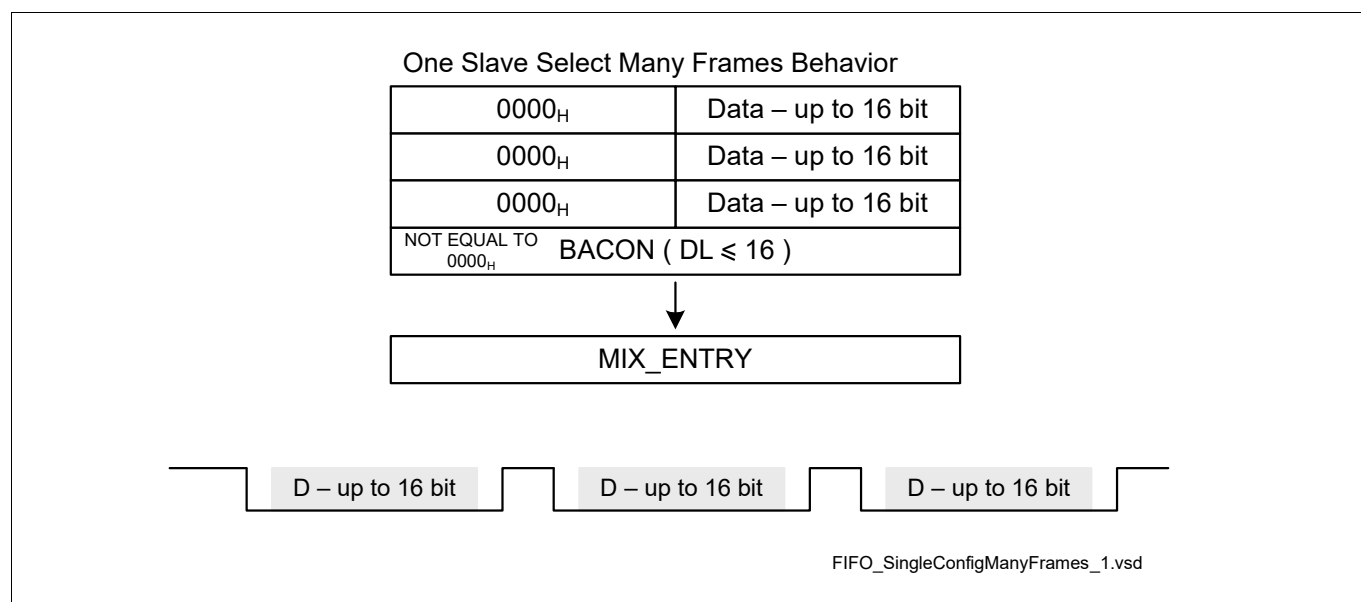 One Slave Select Many Frames Behavior
0000H Data – up to 16 bit
0000H Data – up to 16 bit
0000H Data – up to 16 bit
NOT EQUAL TO
0000H BACON ( DL ⩽ 16 )
MIX_ENTRY
D – up to 16 bit D – up to 16 bit D – up to 16 bit
FIFO_SingleConfigManyFrames_1.vsd